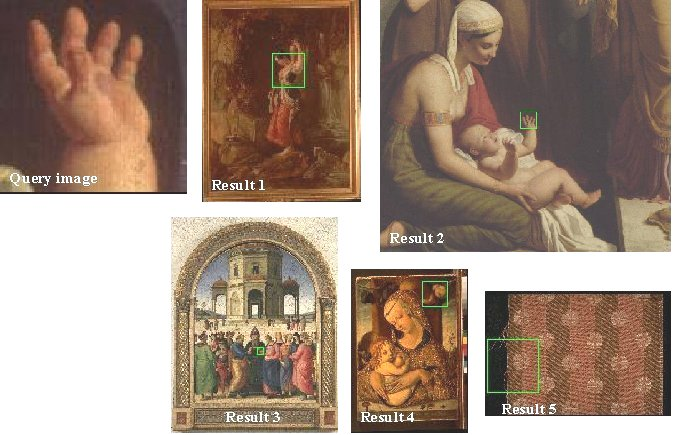 Query image
Result 1
Result 2
Result 3
Result 4
Result 5